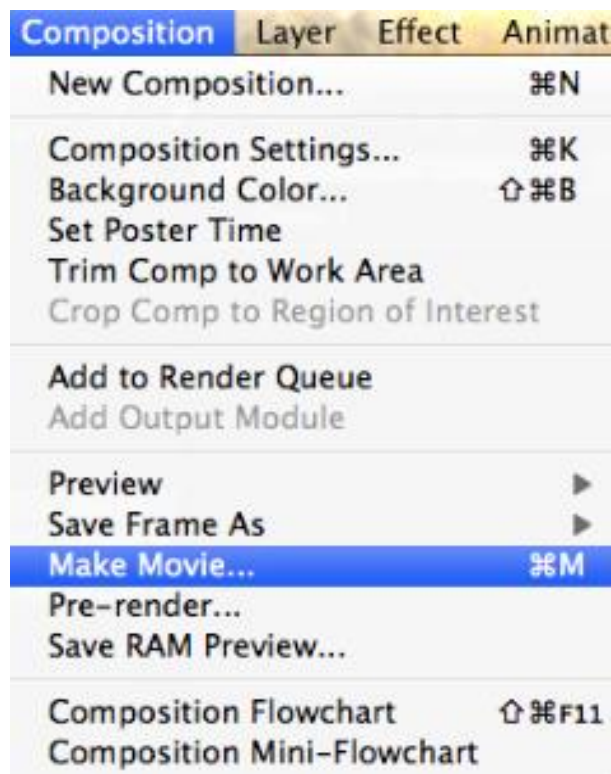 Composition Layer Effect Animat
New Composition... ⌘N
Composition Settings... ⌘K
Background Color... ⇧⌘B
Set Poster Time
Trim Comp to Work Area
Crop Comp to Region of Interest
Add to Render Queue
Add Output Module
Preview ▶
Save Frame As ▶
Make Movie... ⌘M
Pre-render...
Save RAM Preview...
Composition Flowchart ⇧⌘F11
Composition Mini-Flowchart